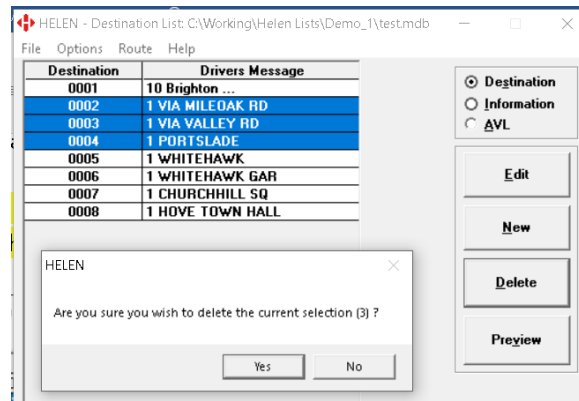 HELEN - Destination List: C:\Working\Helen Lists\Demo_1\test.mdb
File Options Route Help
Destination Drivers Message
0001 10 Brighton ...
0002 1 VIA MILEOAK RD
0003 1 VIA VALLEY RD
0004 1 PORTSLADE
0005 1 WHITEHAWK
0006 1 WHITEHAWK GAR
0007 1 CHURCHHILL SQ
0008 1 HOVE TOWN HALL
Destination
Information
AVL
Edit
New
Delete
Preview
HELEN
Are you sure you wish to delete the current selection (3) ?
Yes No